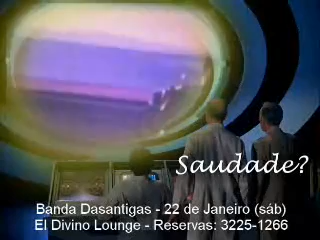 Saudade?
Banda Dasantigas - 22 de Janeiro (sáb)
El Divino Lounge - Reservas: 3225-1266